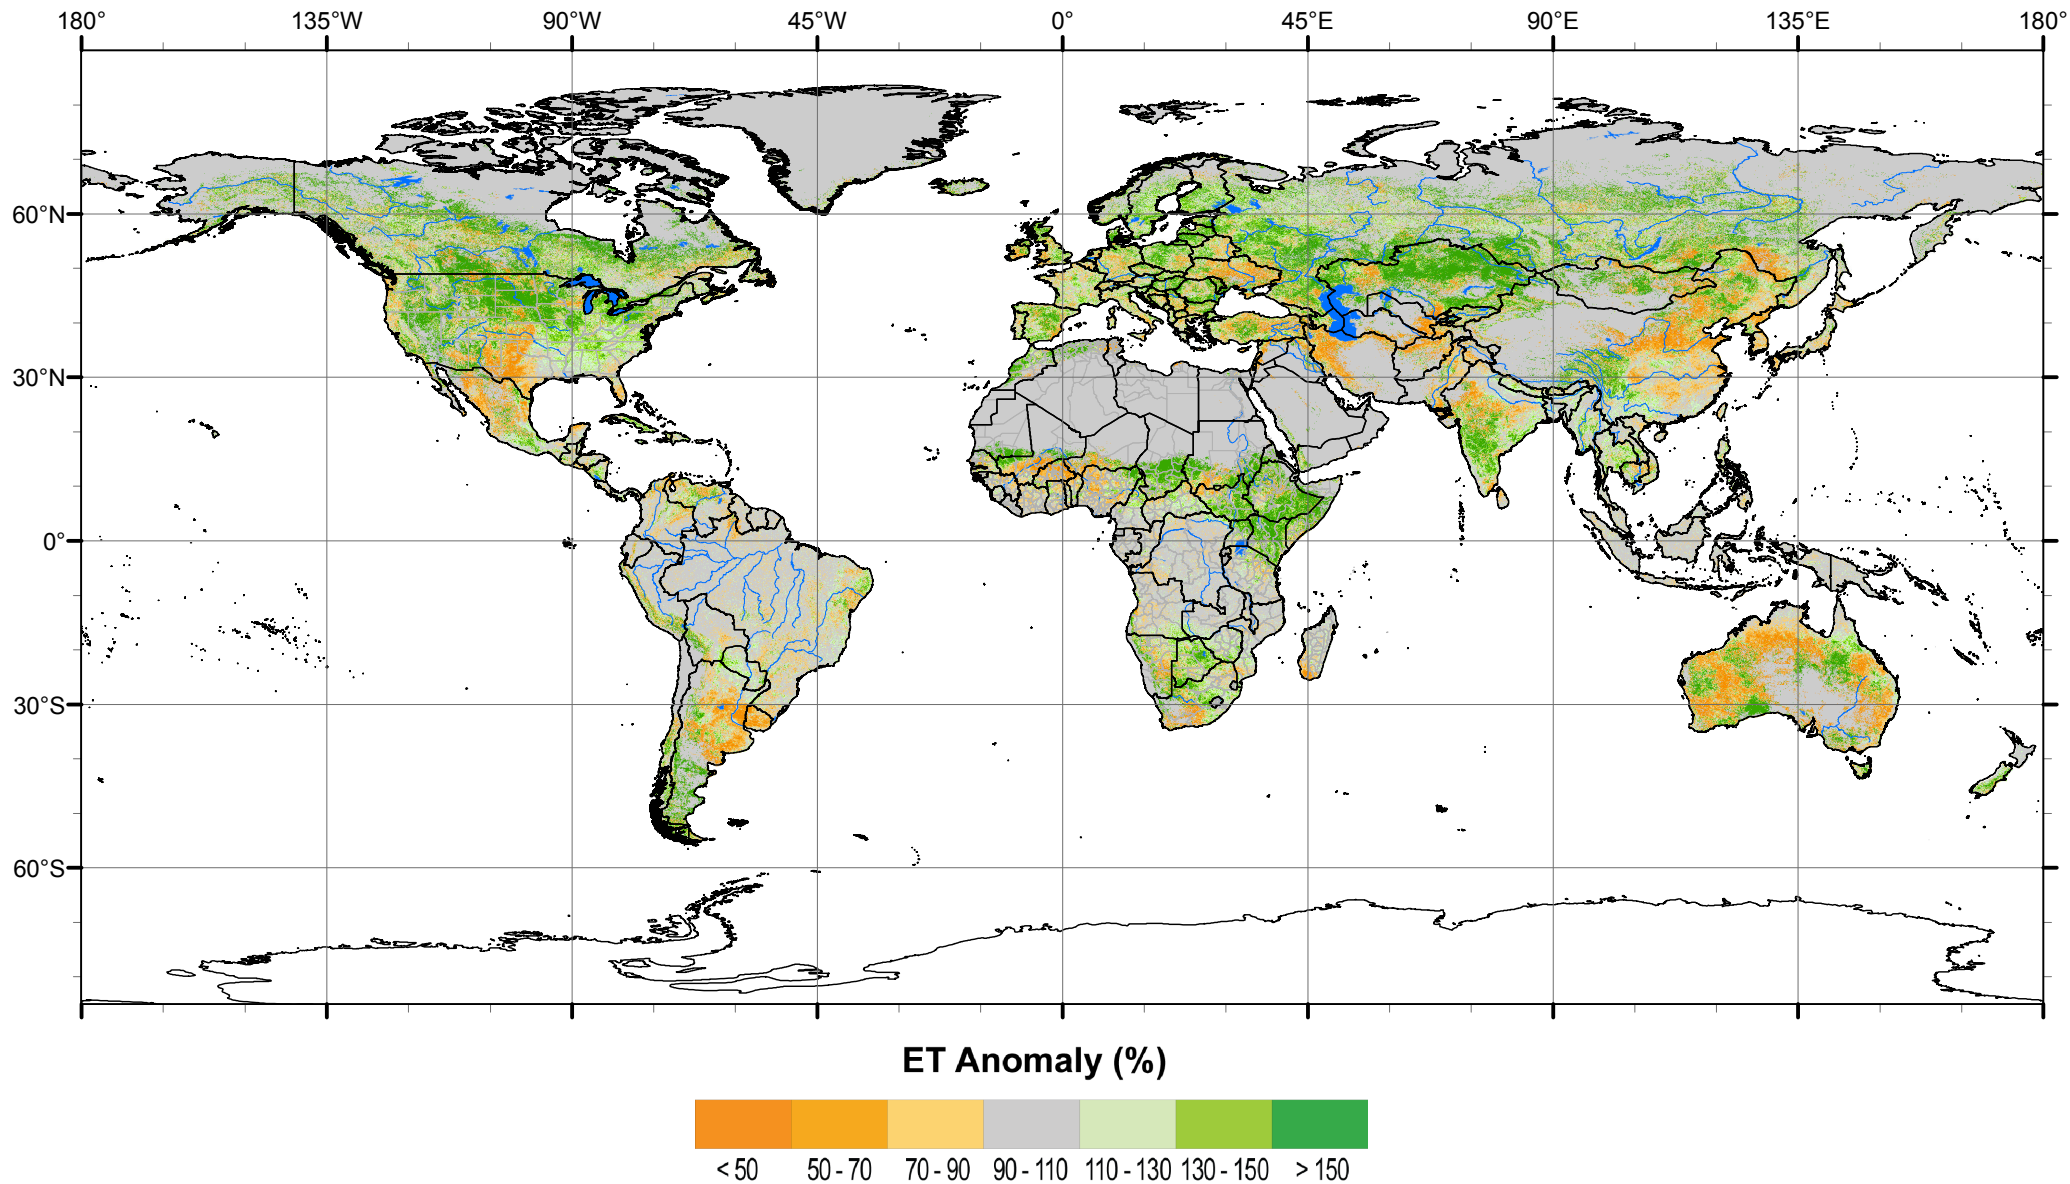 180° 135°W 90°W 45°W 0° 45°E 90°E 135°E 180°
60°N
30°N
0°
30°S
60°S
ET Anomaly (%)
< 50 50 - 70 70 - 90 90 - 110 110 - 130 130 - 150 > 150